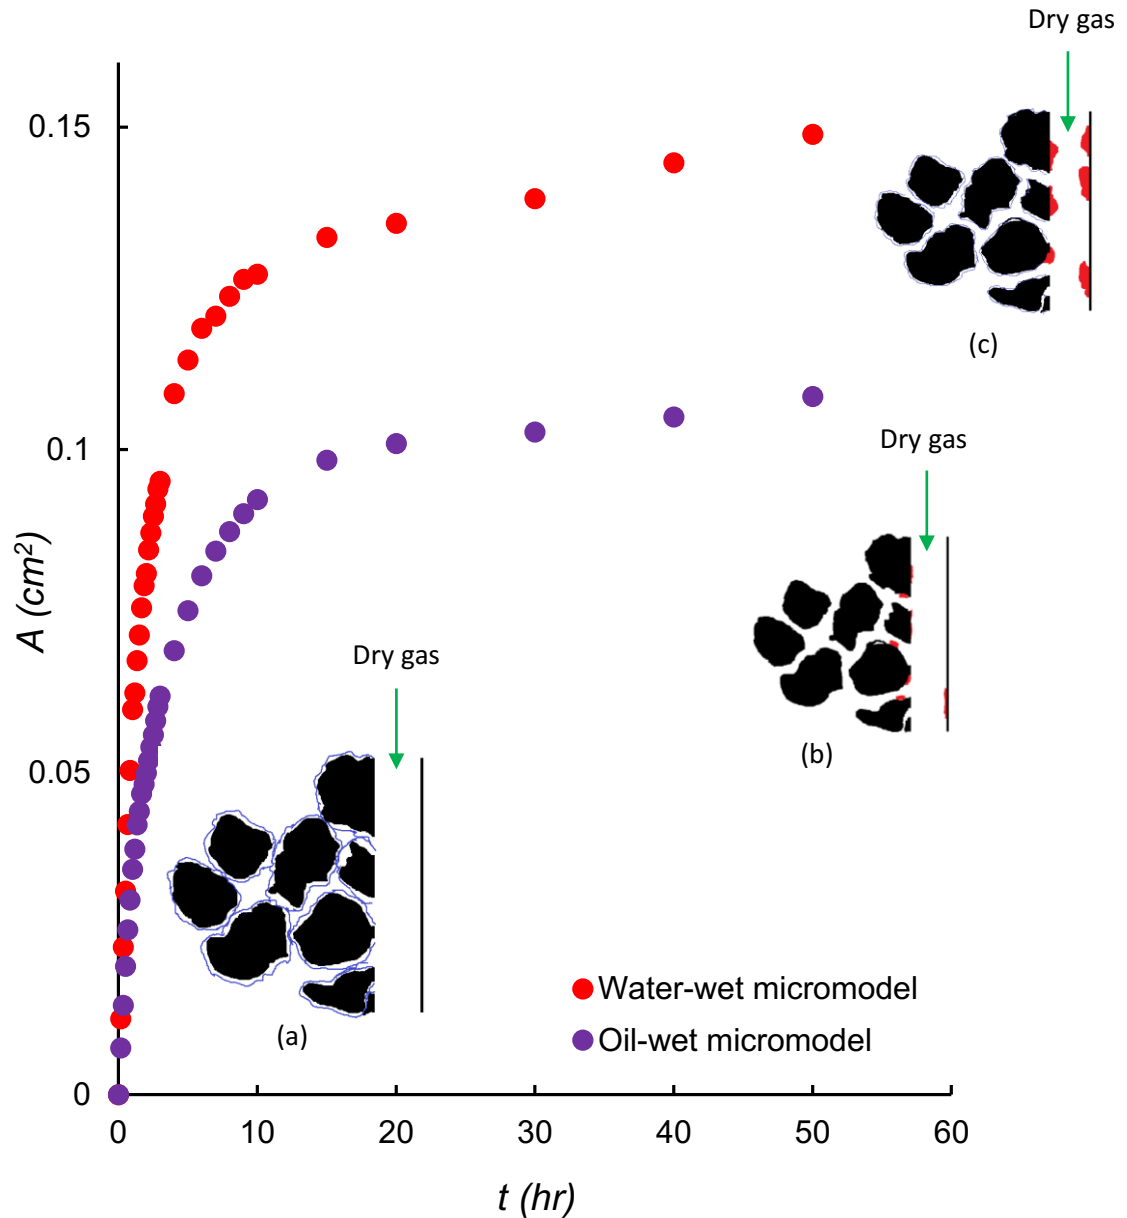 Dry gas
0.15
(c)
0.1
Dry gas
A (cm²)
Dry gas
0.05
(b)
Water-wet micromodel
(a)
Oil-wet micromodel
0
0 10 20 30 40 50 60
t (hr)